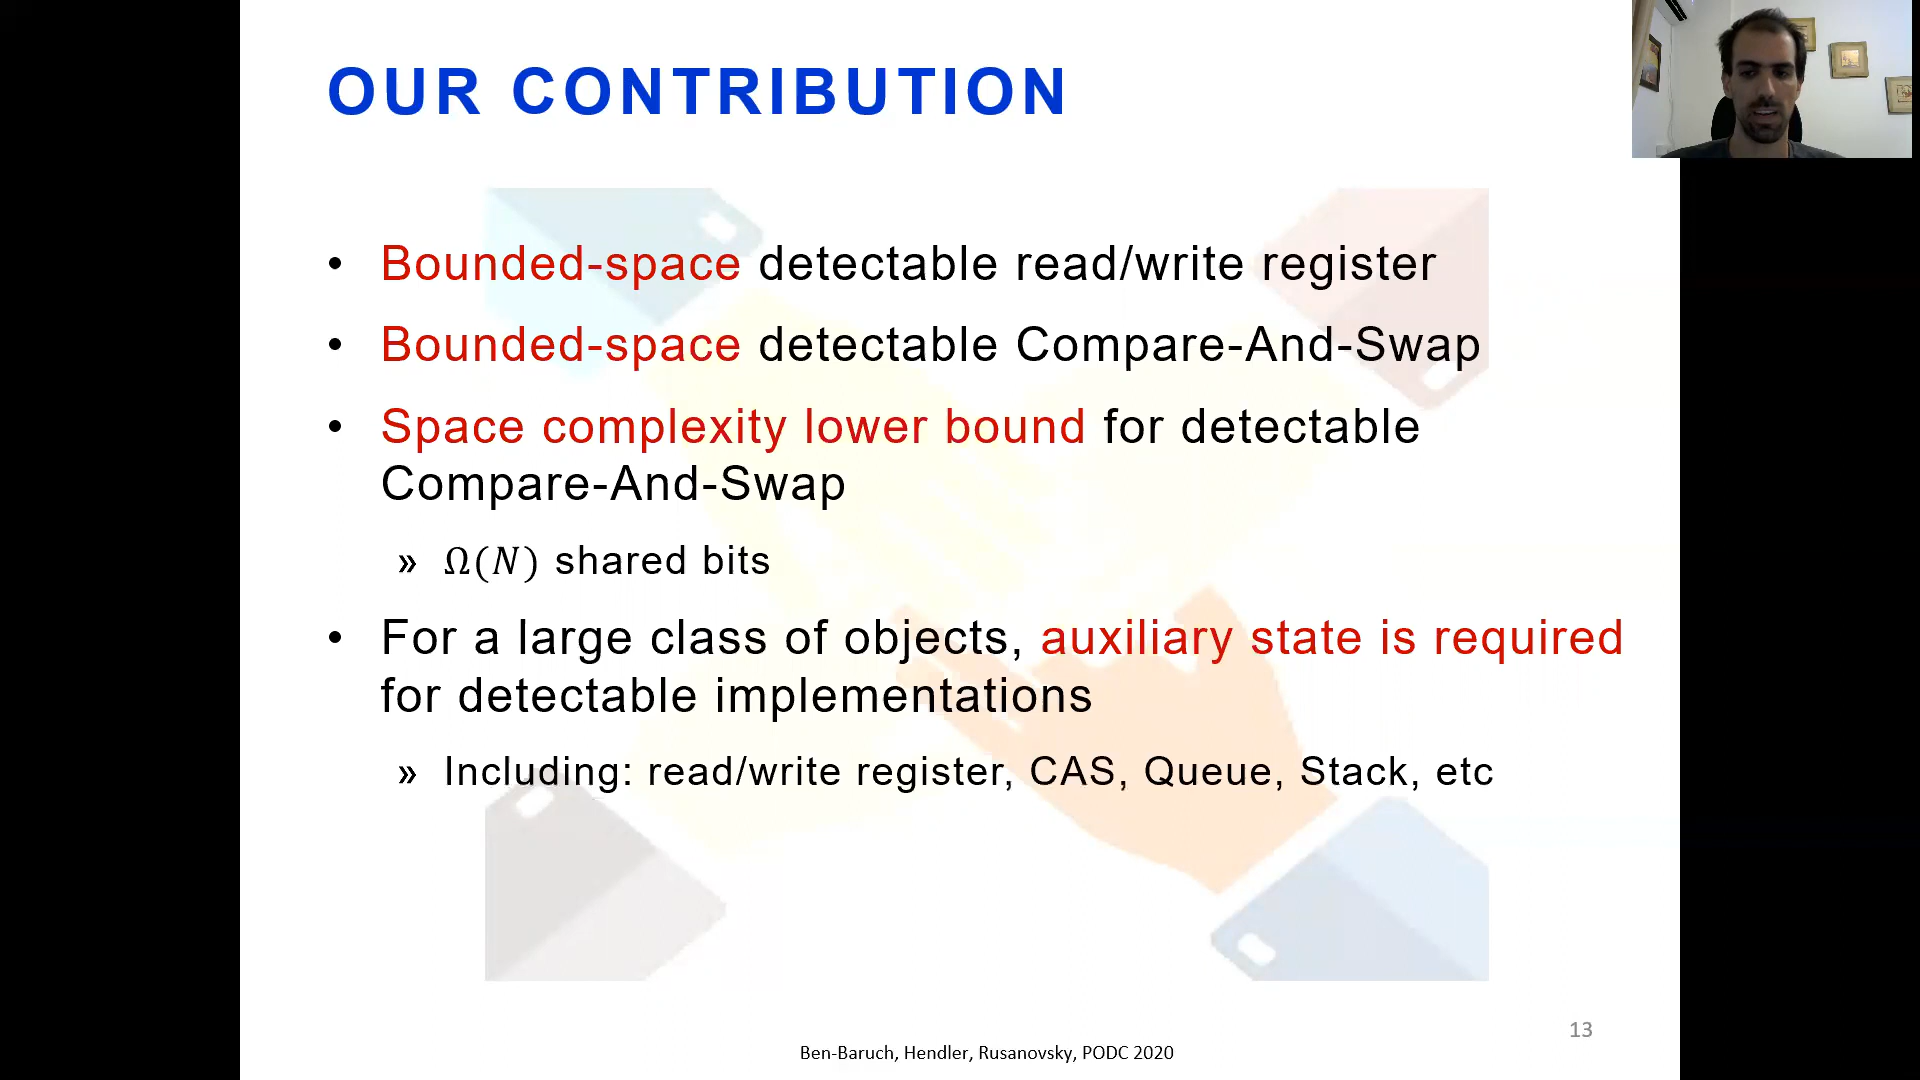 OUR CONTRIBUTION
• Bounded-space detectable read/write register
• Bounded-space detectable Compare-And-Swap
• Space complexity lower bound for detectable
Compare-And-Swap
» Ω(N) shared bits
• For a large class of objects, auxiliary state is required
for detectable implementations
» Including: read/write register, CAS, Queue, Stack, etc
13
Ben-Baruch, Hendler, Rusanovsky, PODC 2020